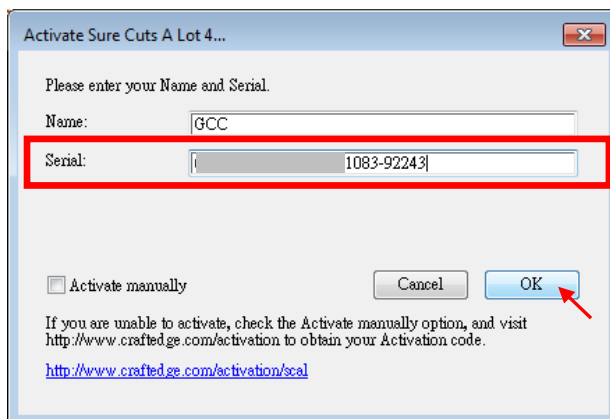 Activate Sure Cuts A Lot 4...
Please enter your Name and Serial.
Name: GCC
Serial: 1083-92243
Activate manually
Cancel
OK
If you are unable to activate, check the Activate manually option, and visit
http://www.craftedge.com/activation to obtain your Activation code.
http://www.craftedge.com/activation/scal